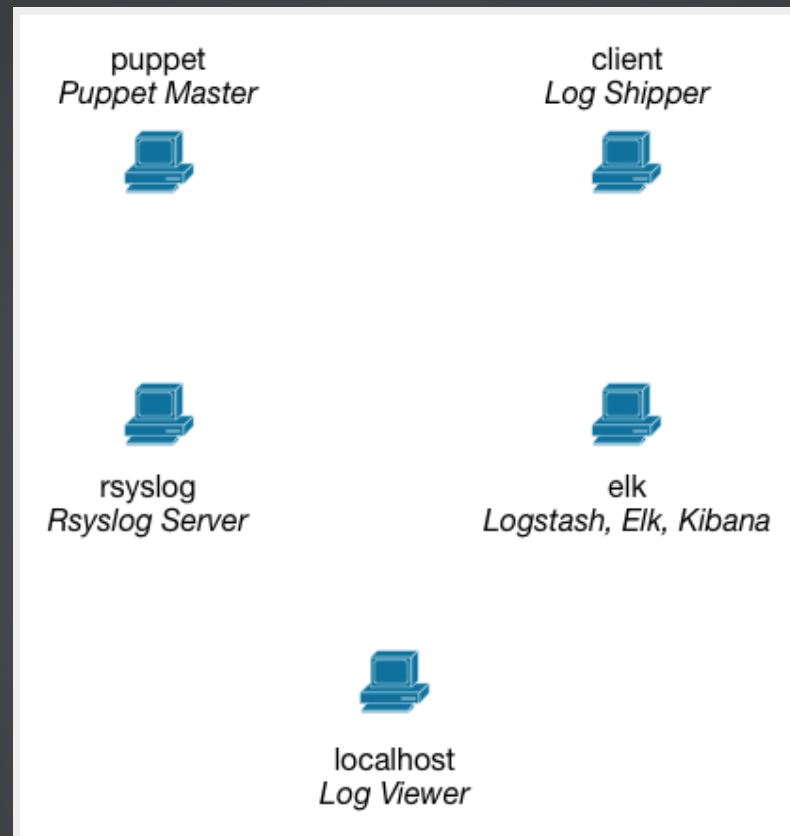 puppet
Puppet Master
client
Log Shipper
rsyslog
Rsyslog Server
elk
Logstash, Elk, Kibana
localhost
Log Viewer